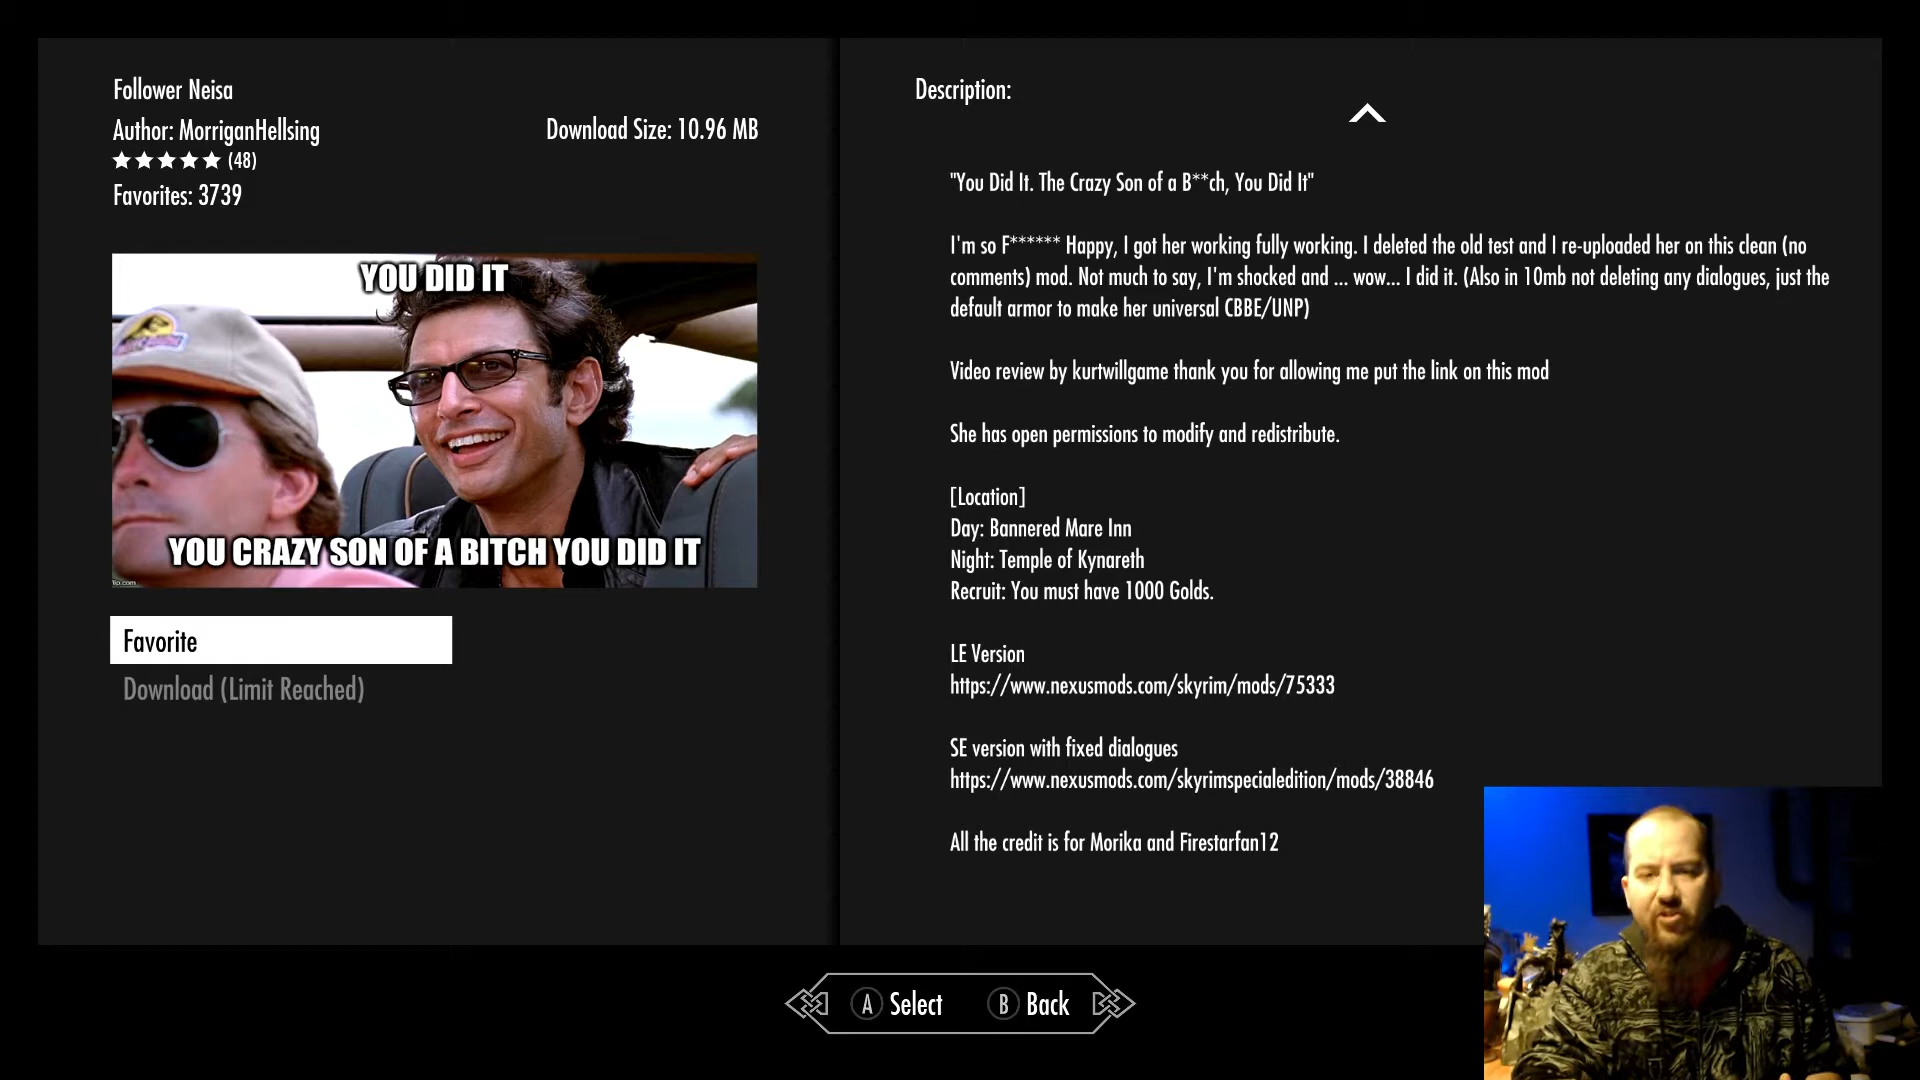 Follower Neisa
Author: MorriganHellsing
Download Size: 10.96 MB
(48)
Favorites: 3739
YOU DID IT
YOU CRAZY SON OF A BITCH YOU DID IT
Favorite
Download (Limit Reached)
Description:
"You Did It. The Crazy Son of a B**ch, You Did It"
I'm so F****** Happy, I got her working fully working. I deleted the old test and I re-uploaded her on this clean (no
comments) mod. Not much to say, I'm shocked and ... wow... I did it. (Also in 10mb not deleting any dialogues, just the
default armor to make her universal CBBE/UNP)
Video review by kurtwillgame thank you for allowing me put the link on this mod
She has open permissions to modify and redistribute.
[Location]
Day: Bannered Mare Inn
Night: Temple of Kynareth
Recruit: You must have 1000 Golds.
LE Version
https://www.nexusmods.com/skyrim/mods/75333
SE version with fixed dialogues
https://www.nexusmods.com/skyrimspecialedition/mods/38846
All the credit is for Morika and Firestarfan12
A Select B Back